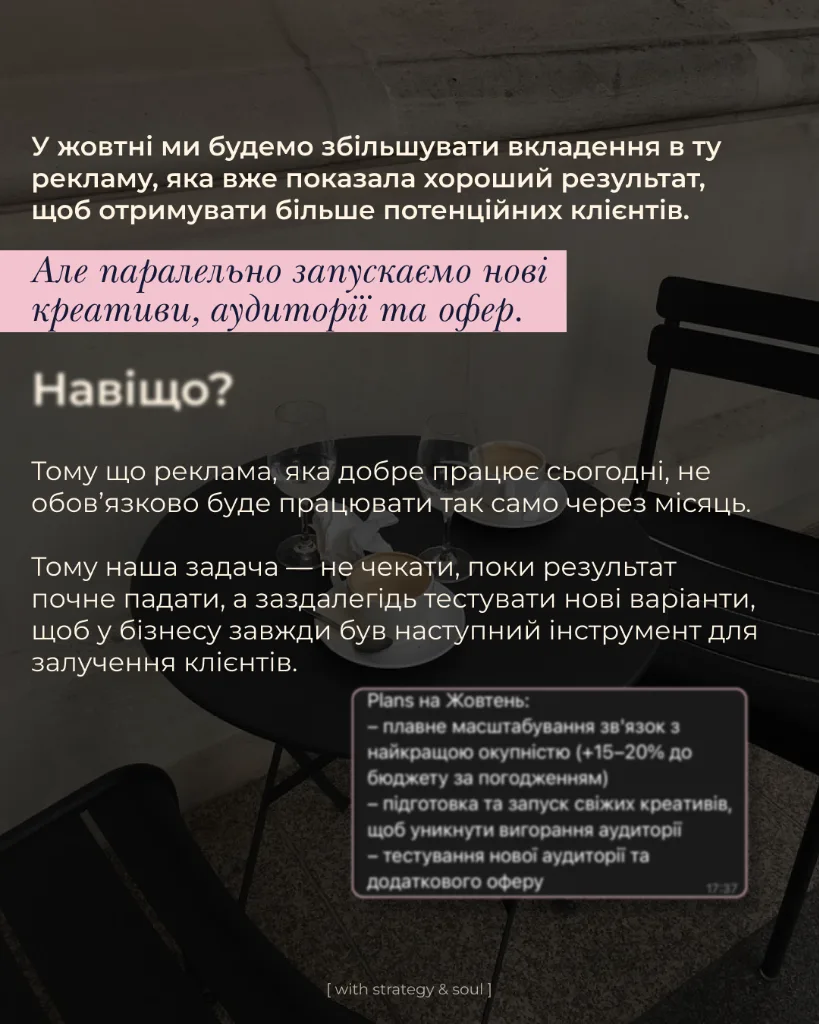 У жовтні ми будемо збільшувати вкладення в ту
рекламу, яка вже показала хороший результат,
щоб отримувати більше потенційних клієнтів.
Але паралельно запускаємо нові
креативи, аудиторії та офер.
Навіщо?
Тому що реклама, яка добре працює сьогодні, не
обов’язково буде працювати так само через місяць.
Тому наша задача — не чекати, поки результат
почне падати, а заздалегідь тестувати нові варіанти,
щоб у бізнесу завжди був наступний інструмент для
залучення клієнтів.
Plans на Жовтень:
– плавне масштабування зв'язок з
найкращою окупністю (+15–20% до
бюджету за погодженням)
– підготовка та запуск свіжих креативів,
щоб уникнути вигорання аудиторії
– тестування нової аудиторії та
додаткового оферу
17:37
[ with strategy & soul ]